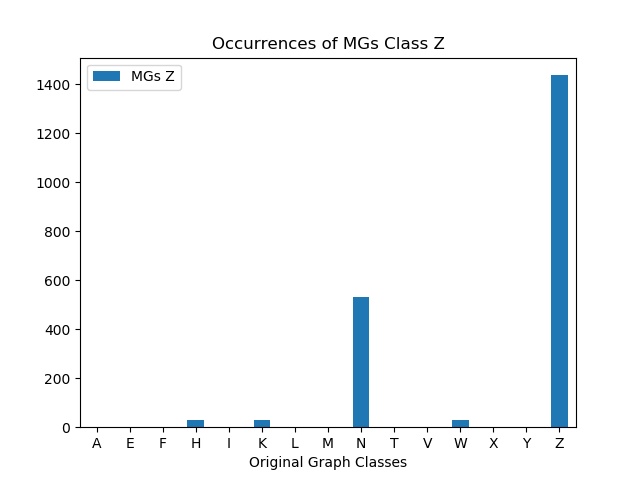 Occurrences of MGs Class Z
MGs Z
1400
1200
1000
800
600
400
200
0
A E F H I K L M N T V W X Y Z
Original Graph Classes